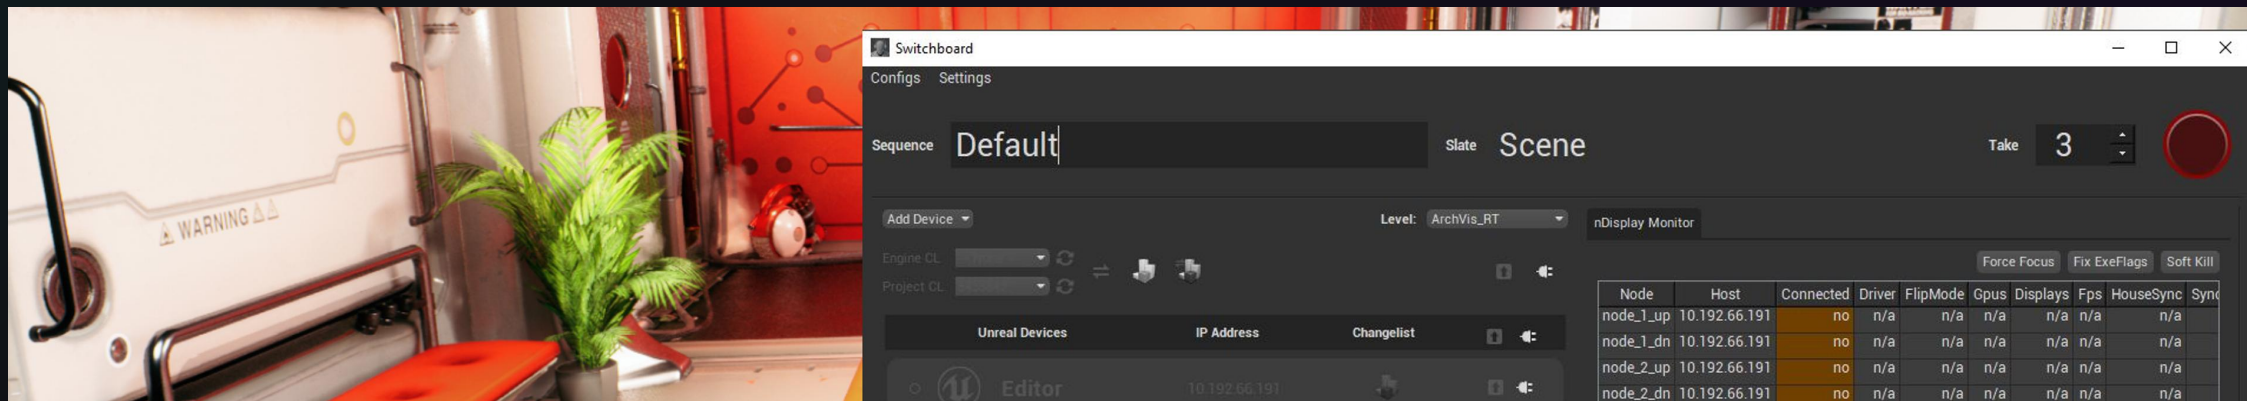 WARNING
Switchboard
Configs Settings
Sequence Default Slate Scene Take 3
Add Device Level: ArchVis_RT nDisplay Monitor
Engine CL
Project CL
Force Focus Fix ExeFlags Soft Kill
Unreal Devices IP Address Changelist
Editor 10.192.66.191
Node Host Connected Driver FlipMode Gpus Displays Fps HouseSync Sync
node_1_up 10.192.66.191 no n/a n/a n/a n/a n/a n/a
node_1_dn 10.192.66.191 no n/a n/a n/a n/a n/a n/a
node_2_up 10.192.66.191 no n/a n/a n/a n/a n/a n/a
node_2_dn 10.192.66.191 no n/a n/a n/a n/a n/a n/a